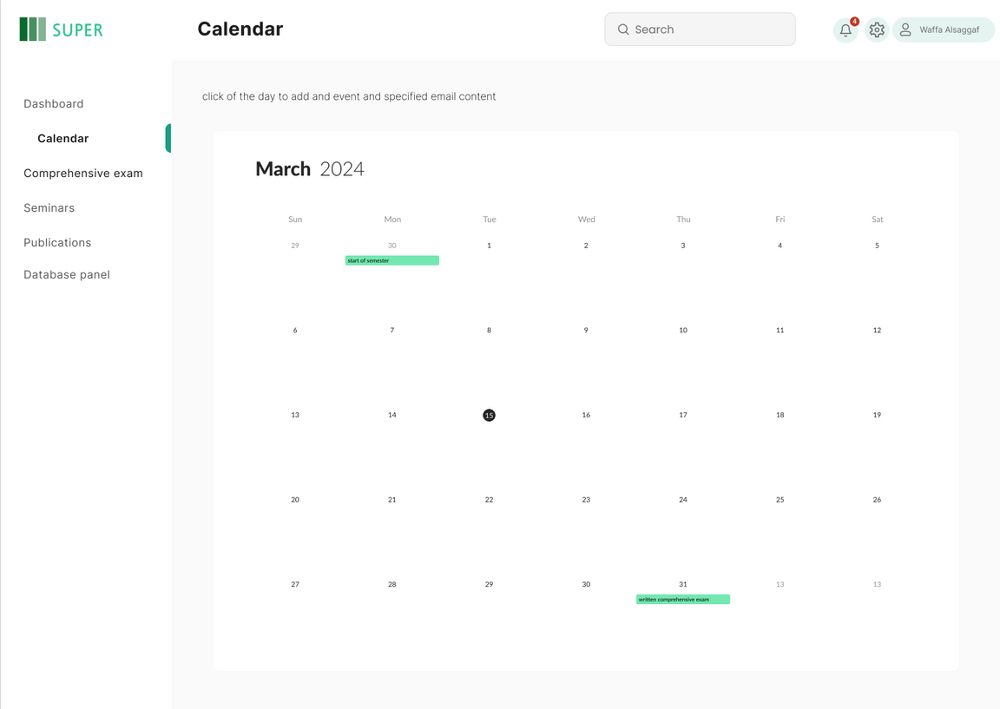 SUPER
Calendar
Search
4
Waffa Alsaggaf
Dashboard
Calendar
Comprehensive exam
Seminars
Publications
Database panel
click of the day to add and event and specified email content
March 2024
Sun Mon Tue Wed Thu Fri Sat
29 30 1 2 3 4 5
start of semester
6 7 8 9 10 11 12
13 14 15 16 17 18 19
20 21 22 23 24 25 26
27 28 29 30 31 13 13
written comprehensive exam